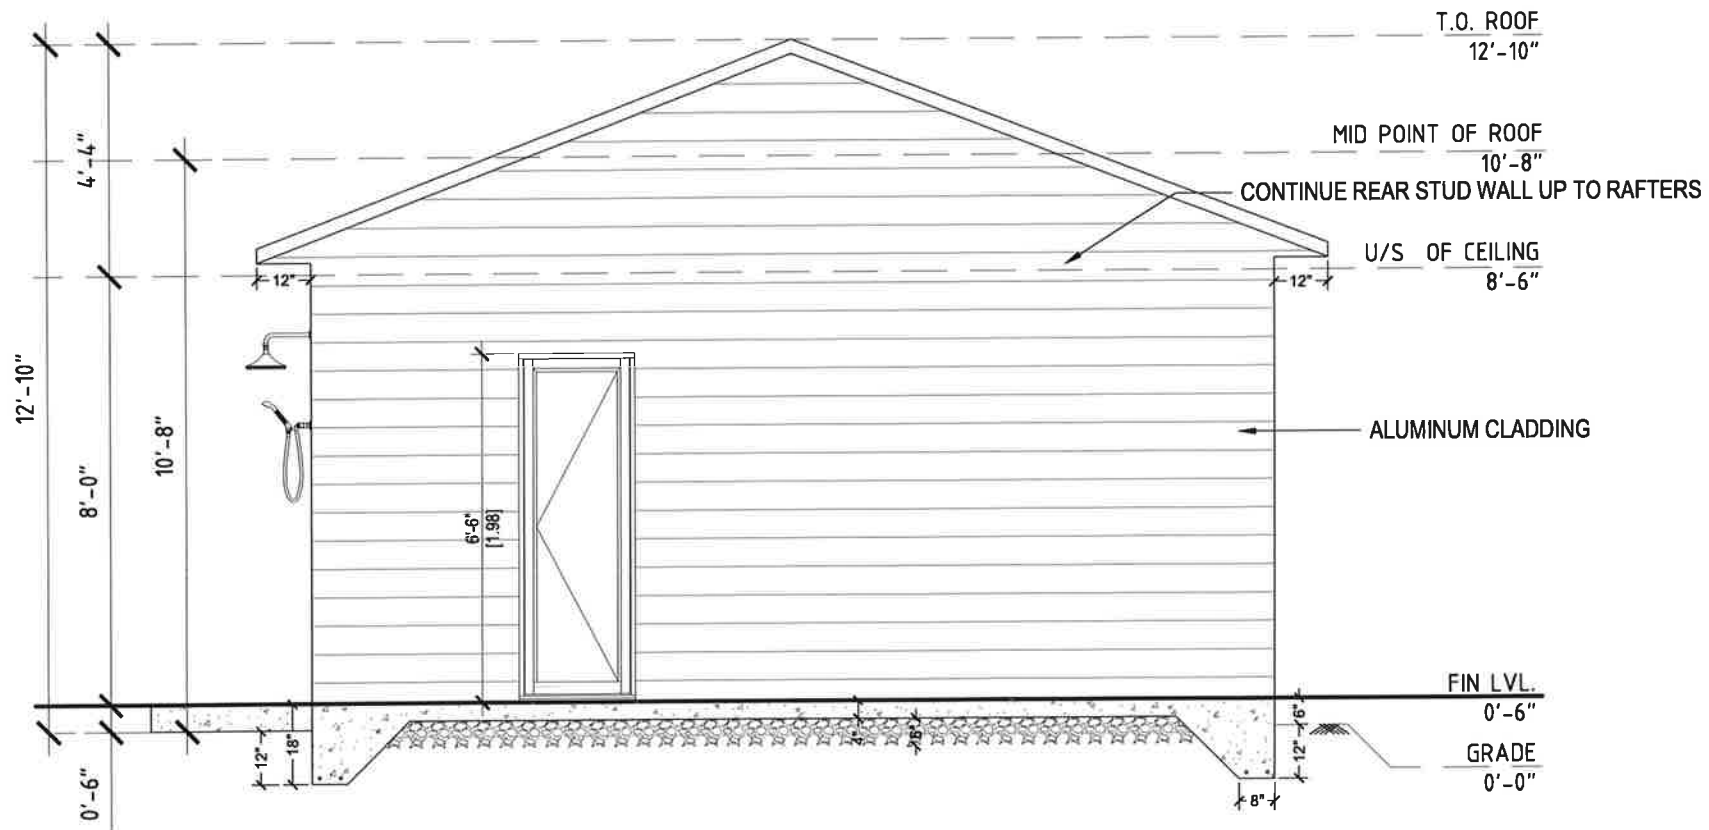 T.O. ROOF
12'-10"
MID POINT OF ROOF
10'-8"
CONTINUE REAR STUD WALL UP TO RAFTERS
U/S OF CEILING
8'-6"
4'-4"
12"
12"
12'-10"
10'-8"
8'-0"
ALUMINUM CLADDING
6'-6"
[1.98]
FIN LVL.
0'-6"
6"
GRADE
0'-0"
12"
18"
4"
12"
8"
0'-6"